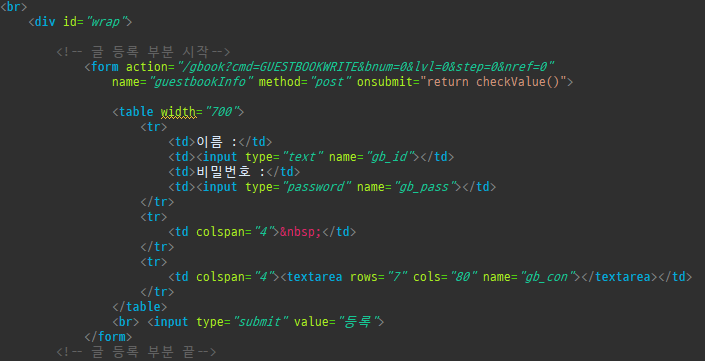 <br>
<div id="wrap">
<!-- 글 등록 부분 시작-->
<form action="/gbook?cmd=GUESTBOOKWRITE&bnum=0&lvl=0&step=0&nref=0"
name="guestbookInfo" method="post" onsubmit="return checkValue()">
<table width="700">
<tr>
<td>이름 :</td>
<td><input type="text" name="gb_id"></td>
<td>비밀번호 :</td>
<td><input type="password" name="gb_pass"></td>
</tr>
<tr>
<td colspan="4">&nbsp;</td>
</tr>
<tr>
<td colspan="4"><textarea rows="7" cols="80" name="gb_con"></textarea></td>
</tr>
</table>
<br> <input type="submit" value="등록">
</form>
<!-- 글 등록 부분 끝-->